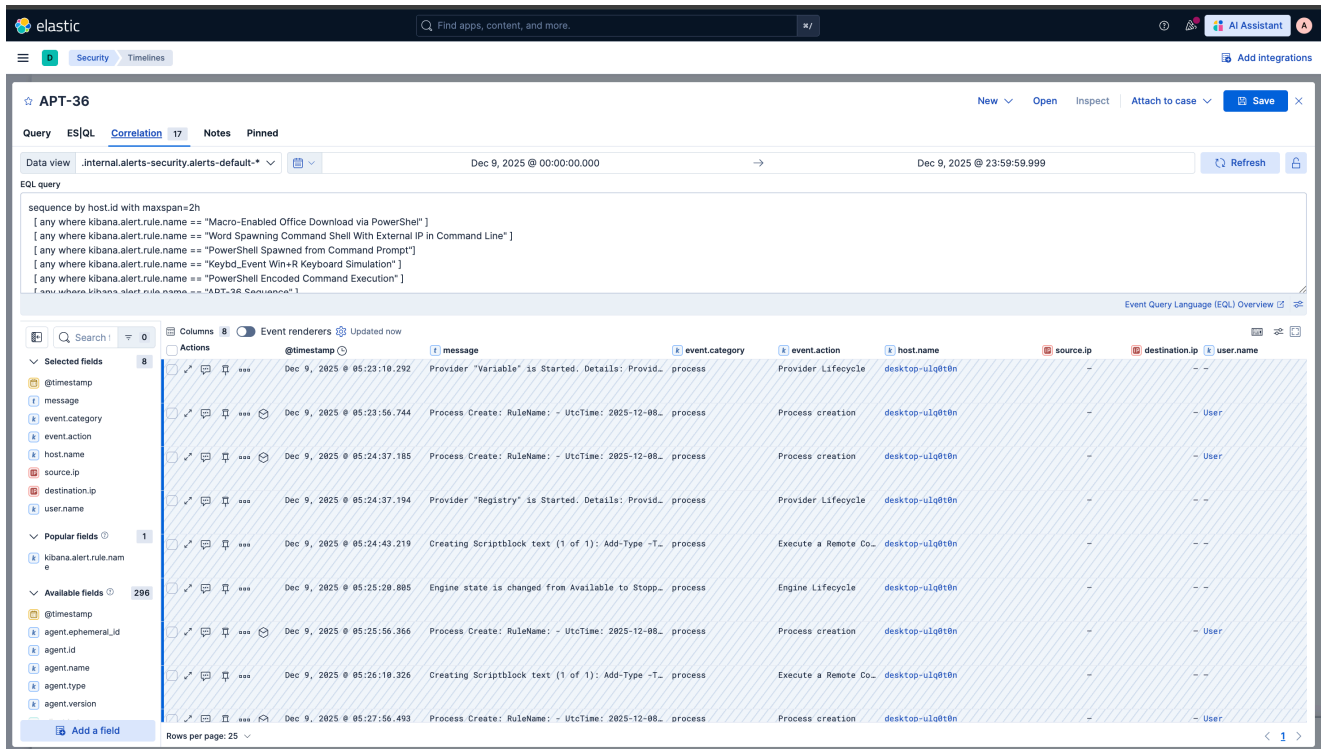 elastic
Find apps, content, and more.
⌘/
AI Assistant
A
D
Security
Timelines
Add integrations
APT-36
New
Open
Inspect
Attach to case
Save
Query
ES|QL
Correlation
17
Notes
Pinned
Data view
.internal.alerts-security.alerts-default-*
Dec 9, 2025 @ 00:00:00.000
→
Dec 9, 2025 @ 23:59:59.999
Refresh
EQL query
sequence by host.id with maxspan=2h
[ any where kibana.alert.rule.name == "Macro-Enabled Office Download via PowerShel" ]
[ any where kibana.alert.rule.name == "Word Spawning Command Shell With External IP in Command Line" ]
[ any where kibana.alert.rule.name == "PowerShell Spawned from Command Prompt"]
[ any where kibana.alert.rule.name == "Keybd_Event Win+R Keyboard Simulation" ]
[ any where kibana.alert.rule.name == "PowerShell Encoded Command Execution" ]
[ any where kibana.alert.rule.name == "APT-36 Sequence" ]
Event Query Language (EQL) Overview
Search
0
Columns 8
Event renderers
Updated now
Selected fields 8
@timestamp
message
event.category
event.action
host.name
source.ip
destination.ip
user.name
Popular fields 1
kibana.alert.rule.nam
e
Available fields 296
@timestamp
agent.ephemeral_id
agent.id
agent.name
agent.type
agent.version
Add a field
Actions @timestamp message event.category event.action host.name source.ip destination.ip user.name
Dec 9, 2025 @ 05:23:10.292 Provider "Variable" is Started. Details: Provid… process Provider Lifecycle desktop-ulq0t0n – – –
Dec 9, 2025 @ 05:23:56.744 Process Create: RuleName: - UtcTime: 2025-12-08… process Process creation desktop-ulq0t0n – – User
Dec 9, 2025 @ 05:24:37.185 Process Create: RuleName: - UtcTime: 2025-12-08… process Process creation desktop-ulq0t0n – – User
Dec 9, 2025 @ 05:24:37.194 Provider "Registry" is Started. Details: Provid… process Provider Lifecycle desktop-ulq0t0n – – –
Dec 9, 2025 @ 05:24:43.219 Creating Scriptblock text (1 of 1): Add-Type -T… process Execute a Remote Co… desktop-ulq0t0n – – –
Dec 9, 2025 @ 05:25:20.805 Engine state is changed from Available to Stopp… process Engine Lifecycle desktop-ulq0t0n – – –
Dec 9, 2025 @ 05:25:56.366 Process Create: RuleName: - UtcTime: 2025-12-08… process Process creation desktop-ulq0t0n – – User
Dec 9, 2025 @ 05:26:10.326 Creating Scriptblock text (1 of 1): Add-Type -T… process Execute a Remote Co… desktop-ulq0t0n – – –
Dec 9, 2025 @ 05:27:56.493 Process Create: RuleName: - UtcTime: 2025-12-08… process Process creation desktop-ulq0t0n – – User
Rows per page: 25
1